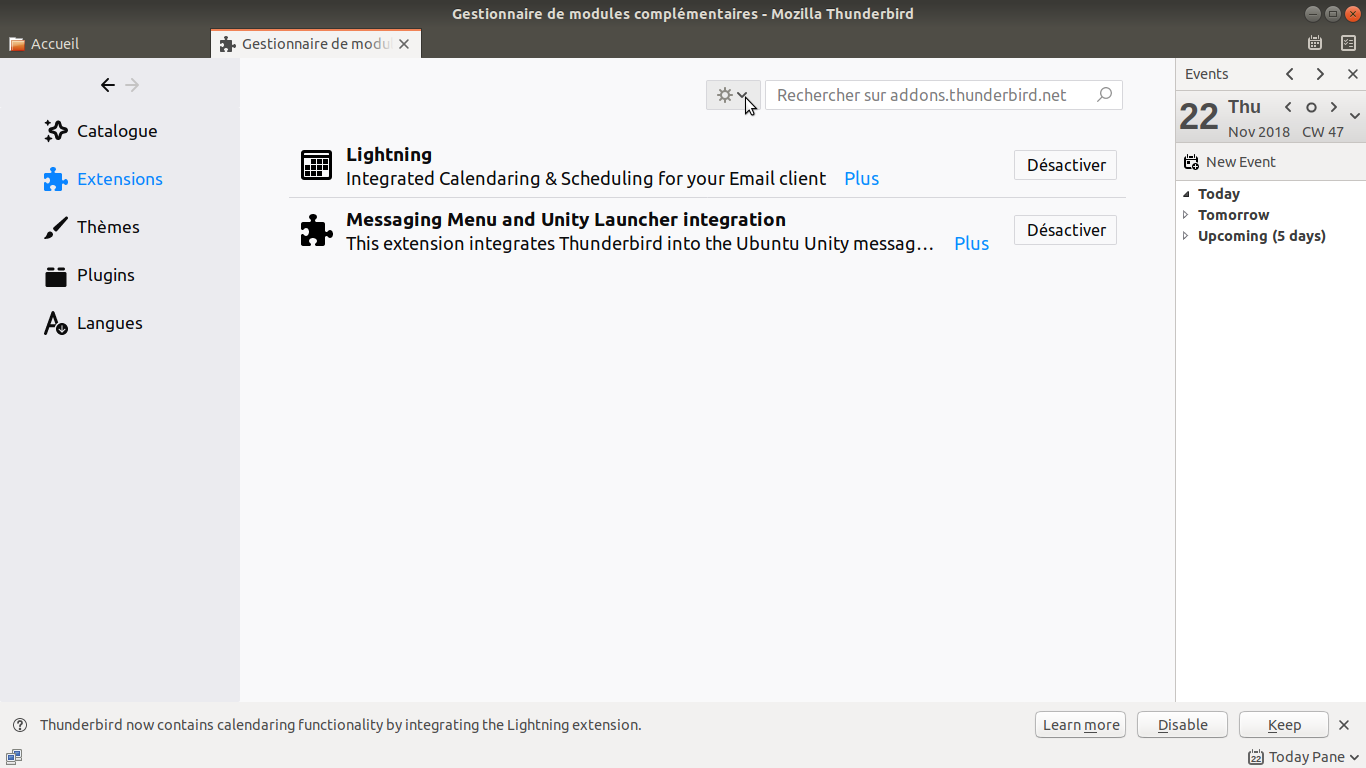 Gestionnaire de modules complémentaires - Mozilla Thunderbird
Accueil
Gestionnaire de modul
Catalogue
Extensions
Thèmes
Plugins
Langues
Rechercher sur addons.thunderbird.net
Lightning
Integrated Calendaring & Scheduling for your Email client Plus
Désactiver
Messaging Menu and Unity Launcher integration
This extension integrates Thunderbird into the Ubuntu Unity messag… Plus
Désactiver
Events
22 Thu
Nov 2018 CW 47
New Event
Today
Tomorrow
Upcoming (5 days)
Thunderbird now contains calendaring functionality by integrating the Lightning extension.
Learn more
Disable
Keep
22 Today Pane